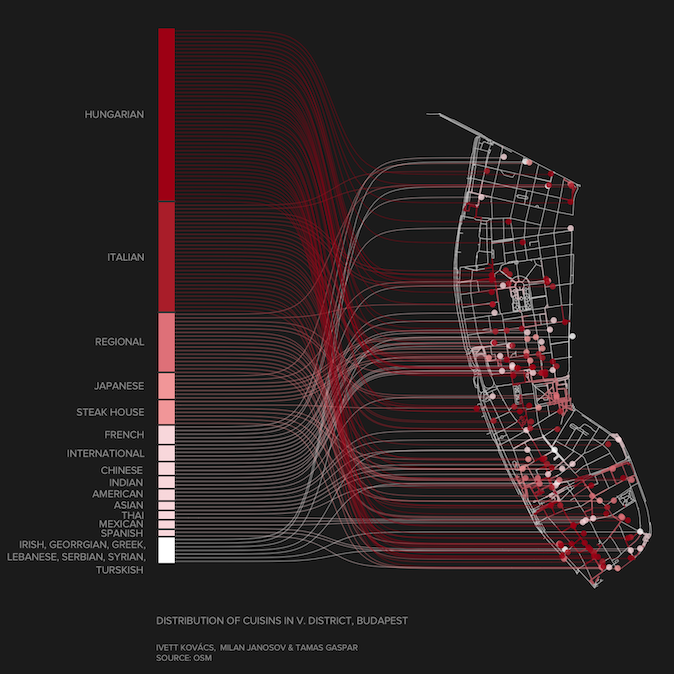 HUNGARIAN
ITALIAN
REGIONAL
JAPANESE
STEAK HOUSE
FRENCH
INTERNATIONAL
CHINESE
INDIAN
AMERICAN
ASIAN
THAI
MEXICAN
SPANISH
IRISH, GEORRGIAN, GREEK,
LEBANESE, SERBIAN, SYRIAN,
TURSKISH
DISTRIBUTION OF CUISINS IN V. DISTRICT, BUDAPEST
IVETT KOVÁCS, MILAN JANOSOV & TAMAS GASPAR
SOURCE: OSM